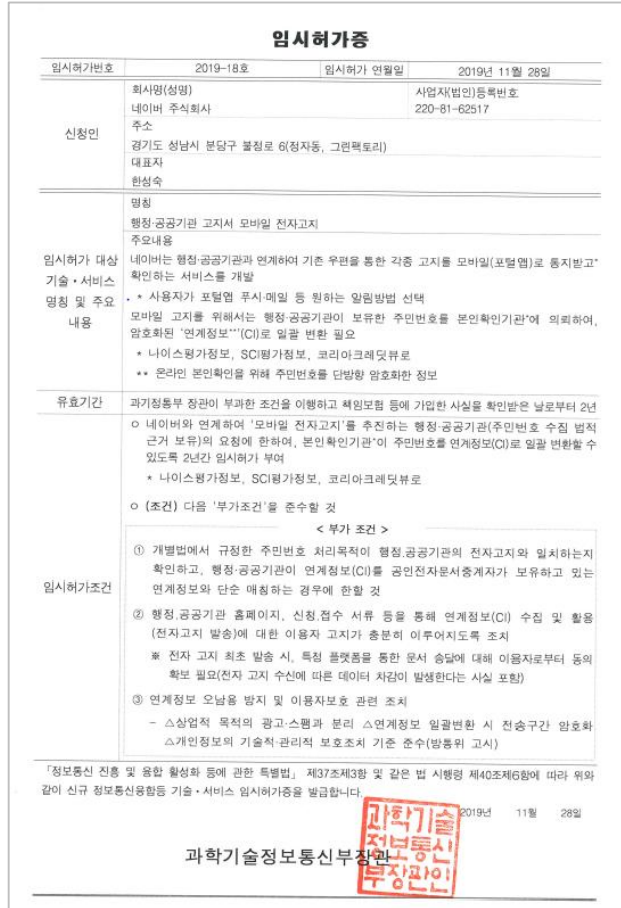 임시허가증
임시허가번호 2019-18호 임시허가 연월일 2019년 11월 28일
신청인
회사명(성명) 사업자(법인)등록번호
네이버 주식회사 220-81-62517
주소
경기도 성남시 분당구 불정로 6(정자동, 그린팩토리)
대표자
한성숙
임시허가 대상
기술・서비스
명칭 및 주요
내용
명칭
행정·공공기관 고지서 모바일 전자고지
주요내용
네이버는 행정·공공기관과 연계하여 기존 우편을 통한 각종 고지를 모바일(포털앱)로 통지받고*
확인하는 서비스를 개발
* 사용자가 포털앱 푸시·메일 등 원하는 알림방법 선택
모바일 고지를 위해서는 행정·공공기관이 보유한 주민번호를 본인확인기관*에 의뢰하여,
암호화된 '연계정보**'(CI)로 일괄 변환 필요
* 나이스평가정보, SCI평가정보, 코리아크레딧뷰로
** 온라인 본인확인을 위해 주민번호를 단방향 암호화한 정보
유효기간 과기정통부 장관이 부과한 조건을 이행하고 책임보험 등에 가입한 사실을 확인받은 날로부터 2년
임시허가조건
ㅇ 네이버와 연계하여 '모바일 전자고지'를 추진하는 행정·공공기관(주민번호 수집 법적
근거 보유)의 요청에 한하여, 본인확인기관*이 주민번호를 연계정보(CI)로 일괄 변환할 수
있도록 2년간 임시허가 부여
* 나이스평가정보, SCI평가정보, 코리아크레딧뷰로
ㅇ (조건) 다음 '부가조건'을 준수할 것
< 부가 조건 >
① 개별법에서 규정한 주민번호 처리목적이 행정.공공기관의 전자고지와 일치하는지
확인하고, 행정·공공기관이 연계정보(CI)를 공인전자문서중계자가 보유하고 있는
연계정보와 단순 매칭하는 경우에 한할 것
② 행정.공공기관 홈페이지, 신청.접수 서류 등을 통해 연계정보(CI) 수집 및 활용
(전자고지 발송)에 대한 이용자 고지가 충분히 이루어지도록 조치
※ 전자 고지 최초 발송 시, 특정 플랫폼을 통한 문서 송달에 대해 이용자로부터 동의
확보 필요(전자 고지 수신에 따른 데이터 차감이 발생한다는 사실 포함)
③ 연계정보 오남용 방지 및 이용자보호 관련 조치
- △상업적 목적의 광고·스팸과 분리 △연계정보 일괄변환 시 전송구간 암호화
△개인정보의 기술적·관리적 보호조치 기준 준수(방통위 고시)
「정보통신 진흥 및 융합 활성화 등에 관한 특별법」 제37조제3항 및 같은 법 시행령 제40조제6항에 따라 위와
같이 신규 정보통신융합등 기술・서비스 임시허가증을 발급합니다.
2019년 11월 28일
과학기술정보통신부장관
과학기술
정보통신
부장관인